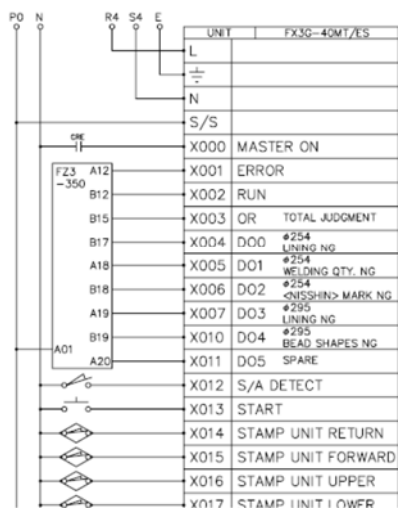 P0 N R4 S4 E
UNIT FX3G-40MT/ES
L
N
S/S
CRE X000 MASTER ON
FZ3 A12 X001 ERROR
-350 B12 X002 RUN
B15 X003 OR TOTAL JUDGMENT
B17 X004 DO0 φ254
LINING NG
A18 X005 DO1 φ254
WELDING QTY. NG
B18 X006 DO2 φ254
<NISSHIN> MARK NG
A19 X007 DO3 φ295
LINING NG
B19 X010 DO4 φ295
BEAD SHAPES NG
A01
A20 X011 DO5 SPARE
X012 S/A DETECT
X013 START
X014 STAMP UNIT RETURN
X015 STAMP UNIT FORWARD
X016 STAMP UNIT UPPER
X017 STAMP UNIT LOWER